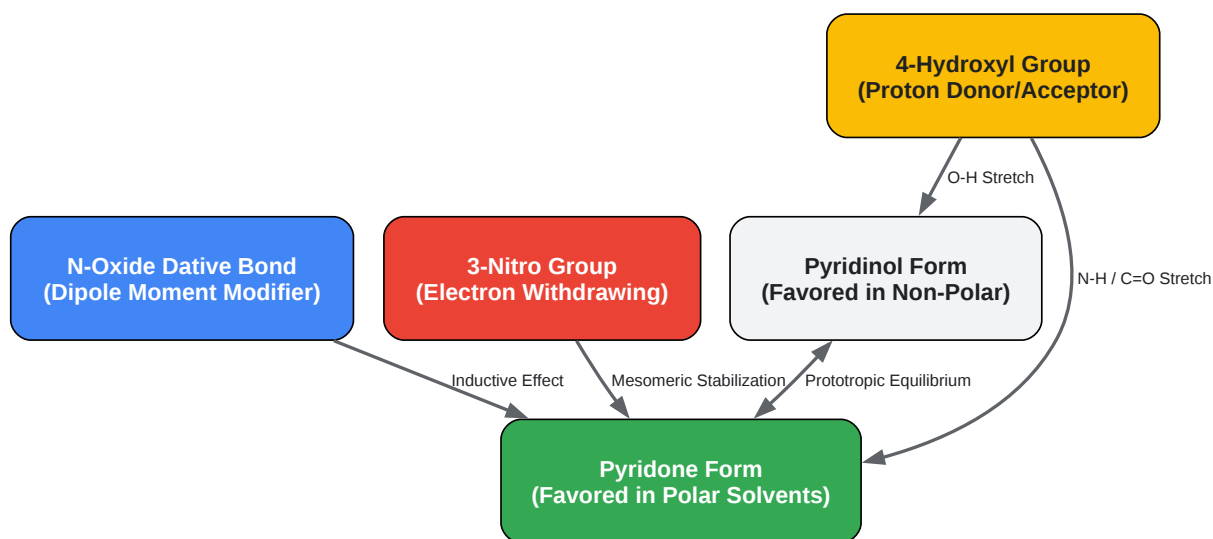 4-Hydroxyl Group
(Proton Donor/Acceptor)
O-H Stretch
N-Oxide Dative Bond
(Dipole Moment Modifier)
3-Nitro Group
(Electron Withdrawing)
Pyridinol Form
(Favored in Non-Polar)
N-H / C=O Stretch
Inductive Effect
Mesomeric Stabilization
Prototropic Equilibrium
Pyridone Form
(Favored in Polar Solvents)